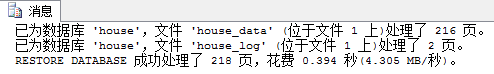 消息
已为数据库 'house'，文件 'house_data' (位于文件 1 上)处理了 216 页。
已为数据库 'house'，文件 'house_log' (位于文件 1 上)处理了 2 页。
RESTORE DATABASE 成功处理了 218 页，花费 0.394 秒(4.305 MB/秒)。